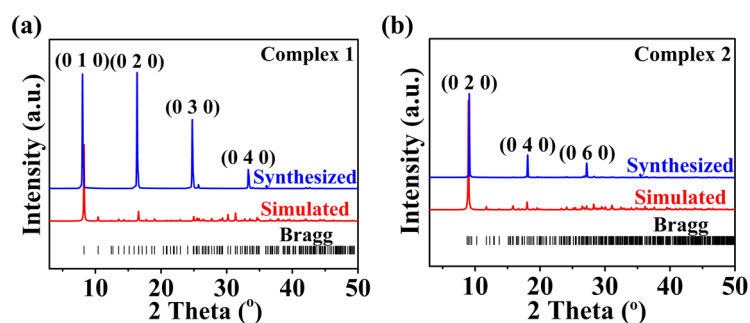 (a)
Complex 1
(0 1 0)
(0 2 0)
(0 3 0)
(0 4 0)
Synthesized
Simulated
Bragg
Intensity (a.u.)
10 20 30 40 50
2 Theta (°)
(b)
Complex 2
(0 2 0)
(0 4 0)
(0 6 0)
Synthesized
Simulated
Bragg
Intensity (a.u.)
10 20 30 40 50
2 Theta (°)